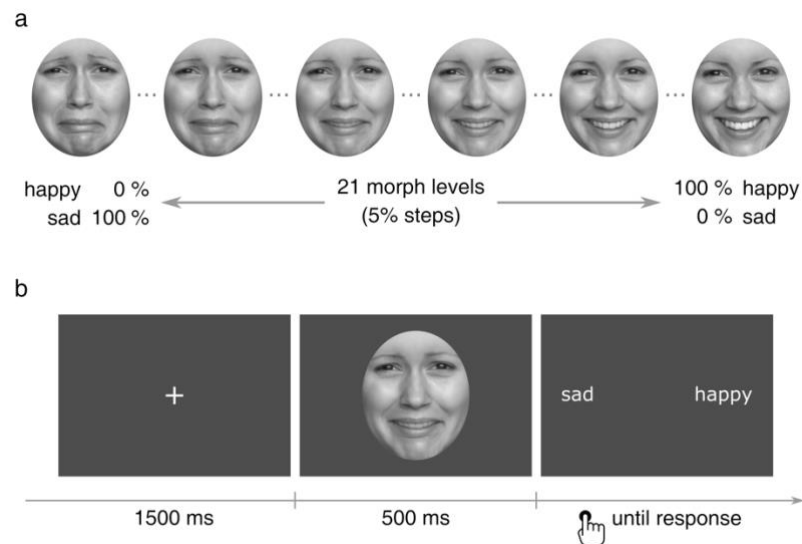 a
happy 0 %
sad 100 %
21 morph levels
(5% steps)
100 % happy
0 % sad
b
+
sad happy
1500 ms 500 ms until response